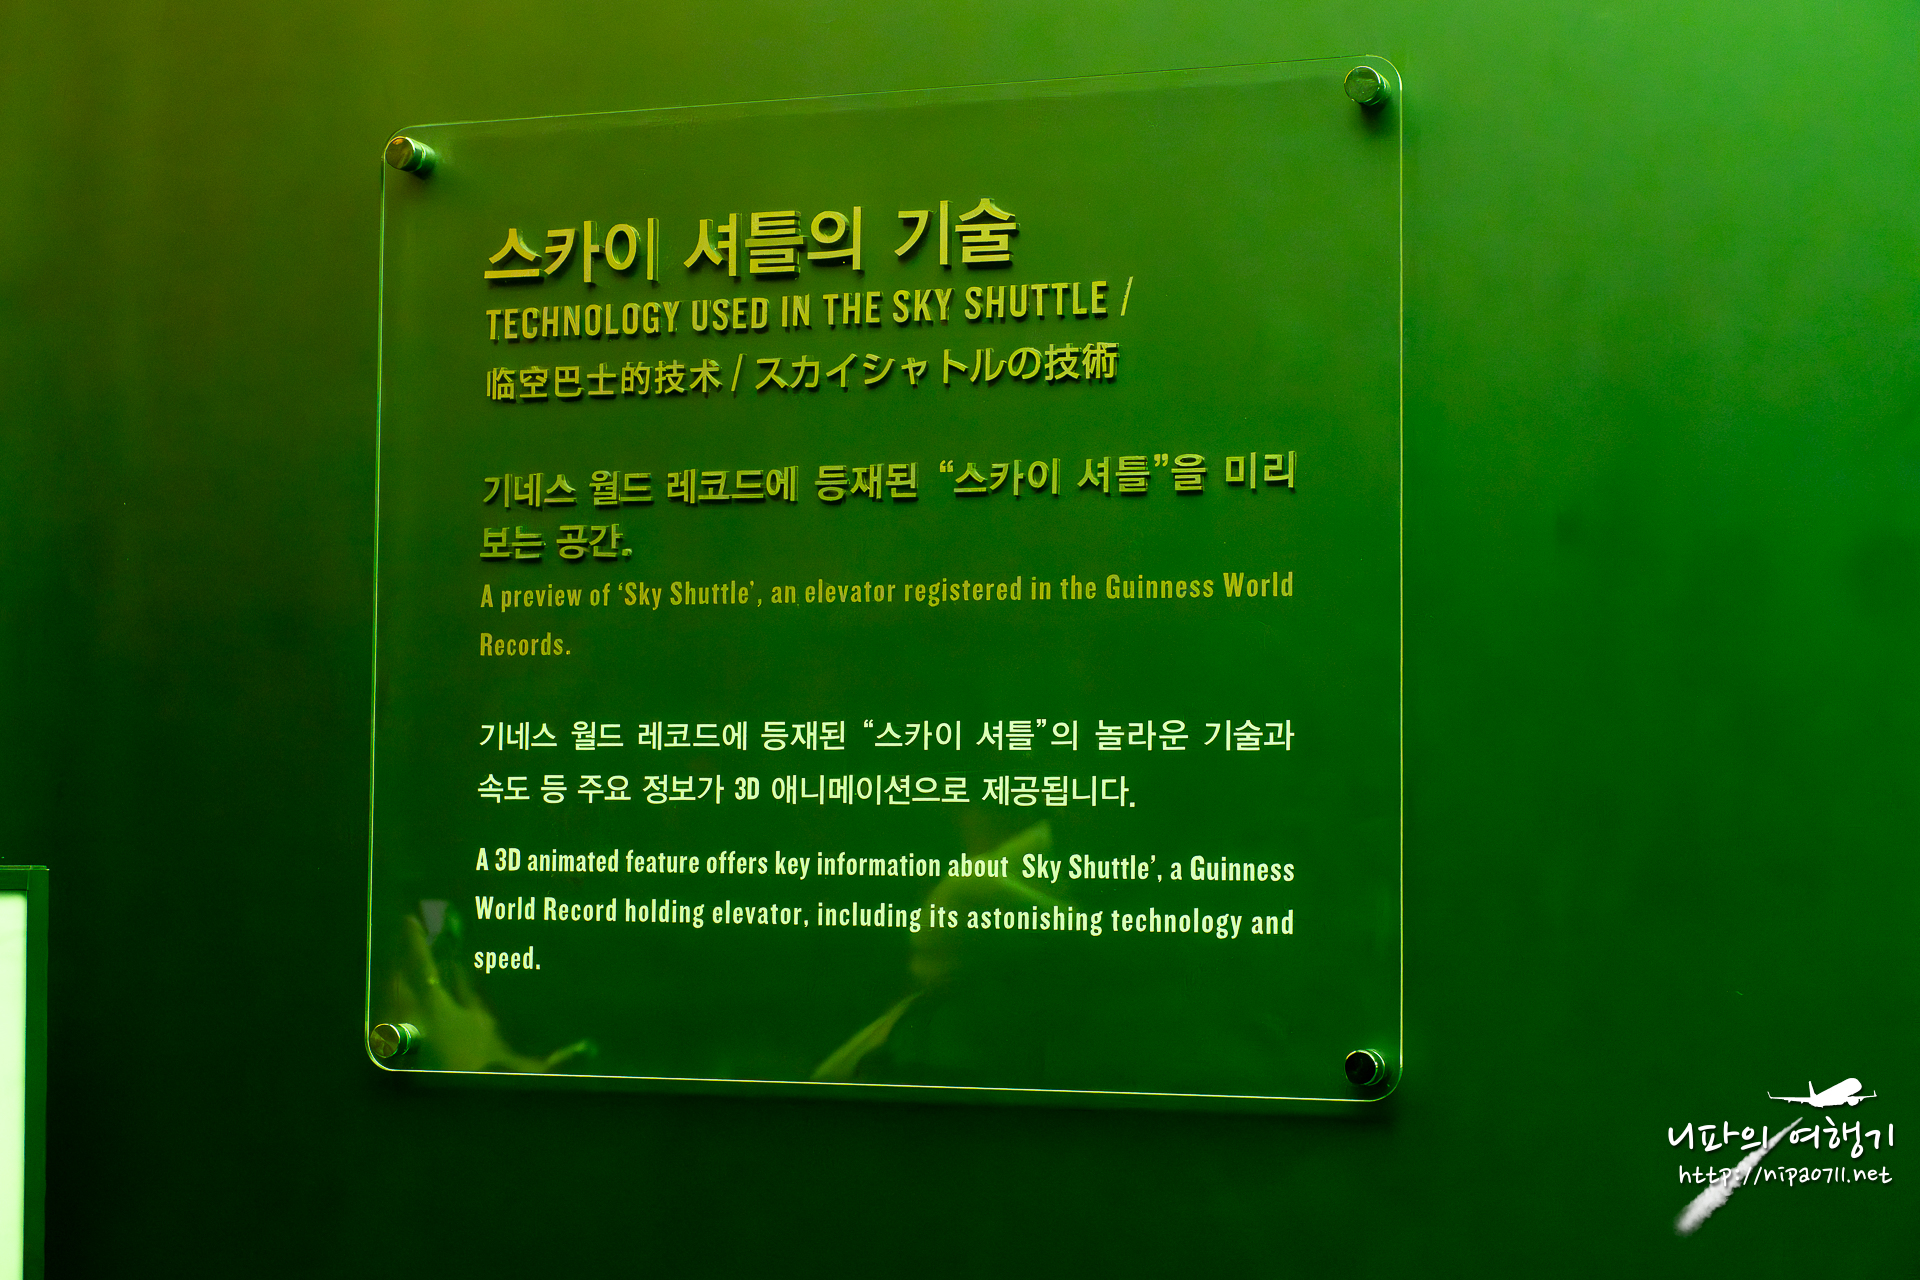 스카이 셔틀의 기술
TECHNOLOGY USED IN THE SKY SHUTTLE /
临空巴士的技术 / スカイシャトルの技術
기네스 월드 레코드에 등재된 “스카이 셔틀”을 미리
보는 공간.
A preview of ‘Sky Shuttle’, an elevator registered in the Guinness World
Records.
기네스 월드 레코드에 등재된 “스카이 셔틀”의 놀라운 기술과
속도 등 주요 정보가 3D 애니메이션으로 제공됩니다.
A 3D animated feature offers key information about Sky Shuttle’, a Guinness
World Record holding elevator, including its astonishing technology and
speed.
니파의 여행기
http://nipa0711.net